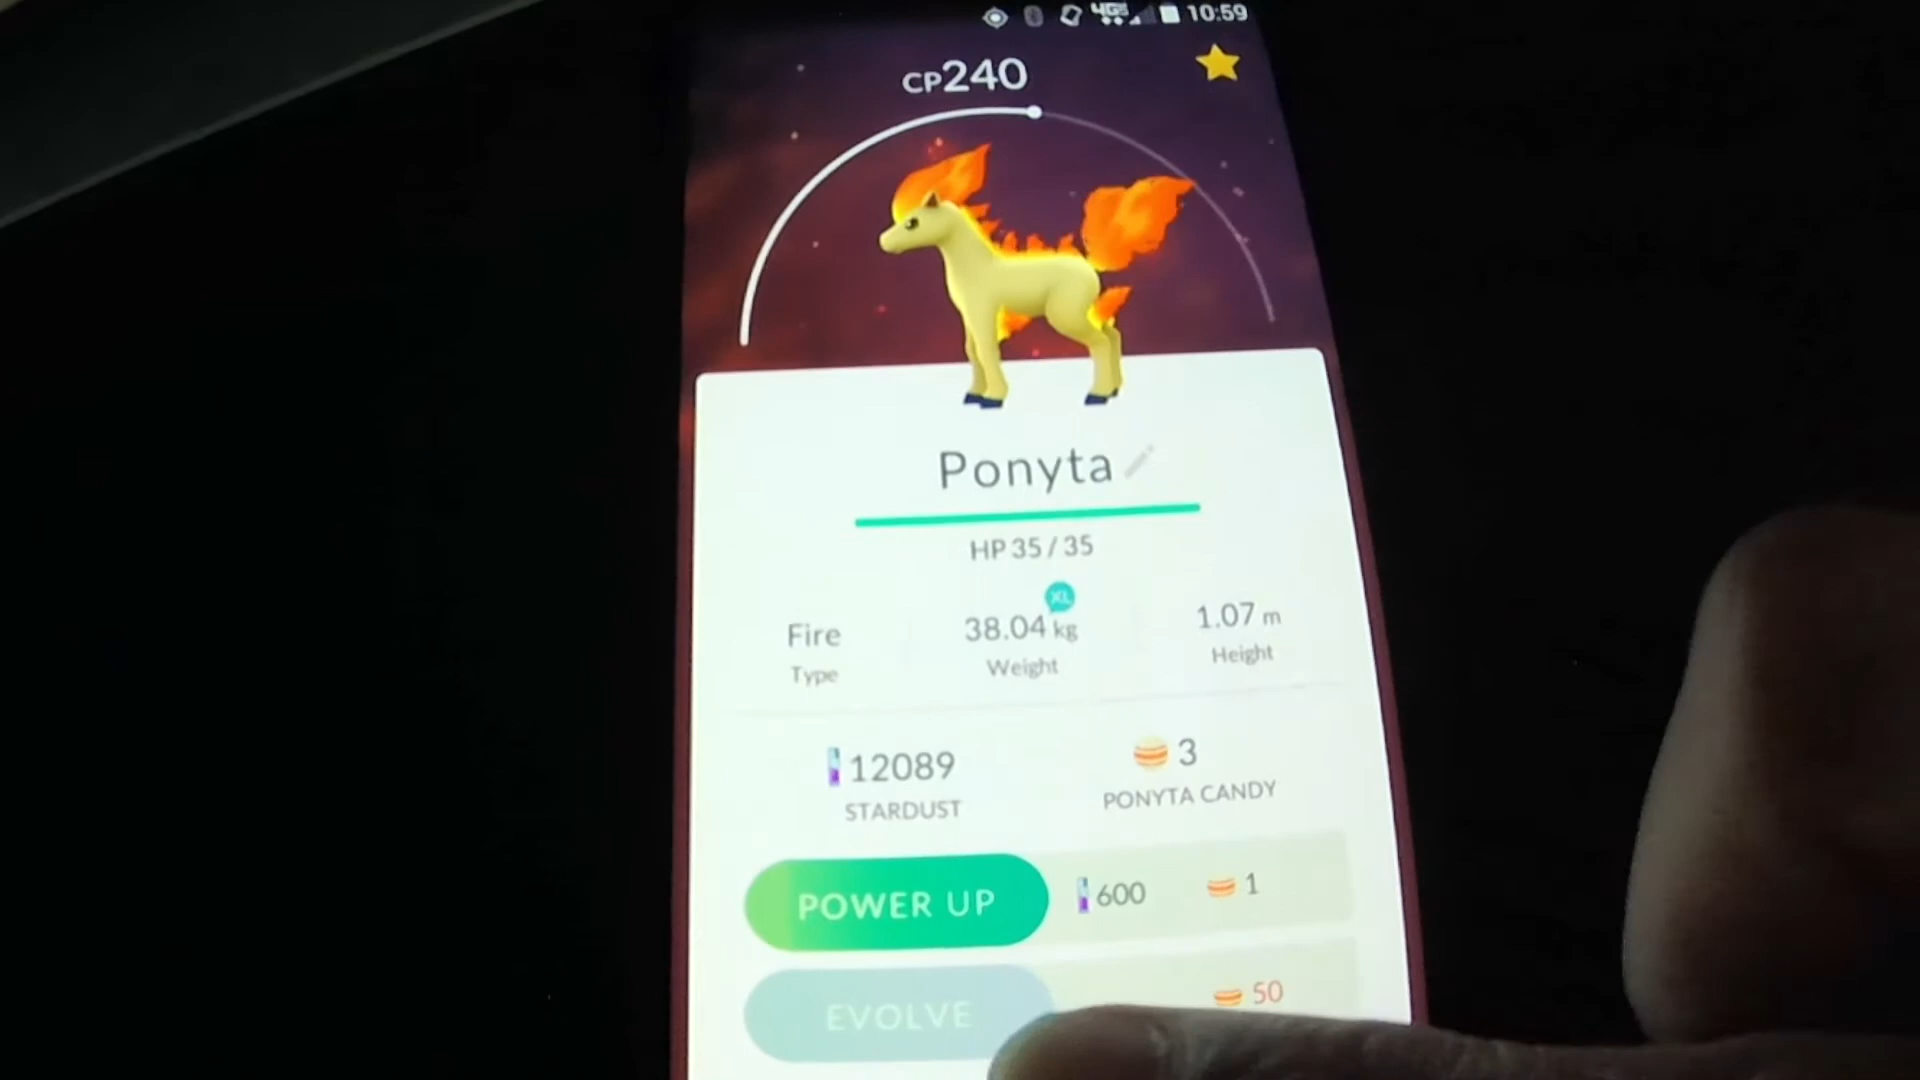 4G 10:59
CP240
Ponyta
HP 35 / 35
XL
Fire 38.04 kg 1.07 m
Type Weight Height
12089 3
STARDUST PONYTA CANDY
POWER UP 600 1
EVOLVE 50